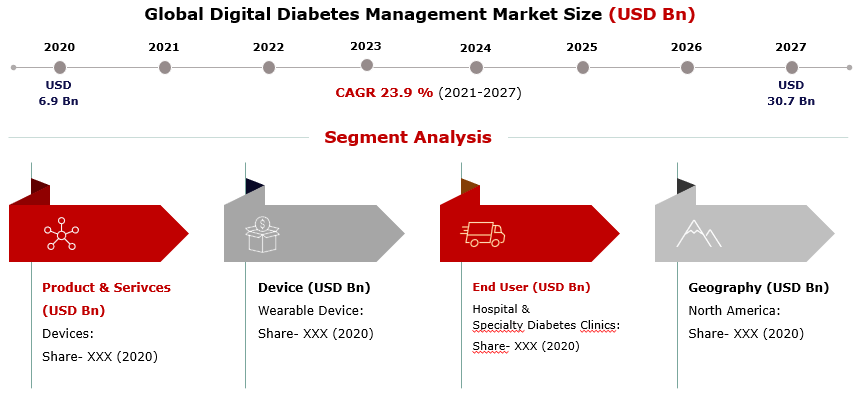 Global Digital Diabetes Management Market Size (USD Bn)
2020 2021 2022 2023 2024 2025 2026 2027
USD
6.9 Bn
USD
30.7 Bn
CAGR 23.9 % (2021-2027)
Segment Analysis
$
Product & Serivces
(USD Bn)
Devices:
Share- XXX (2020)
Device (USD Bn)
Wearable Device:
Share- XXX (2020)
End User (USD Bn)
Hospital &
Specialty Diabetes Clinics:
Share- XXX (2020)
Geography (USD Bn)
North America:
Share- XXX (2020)